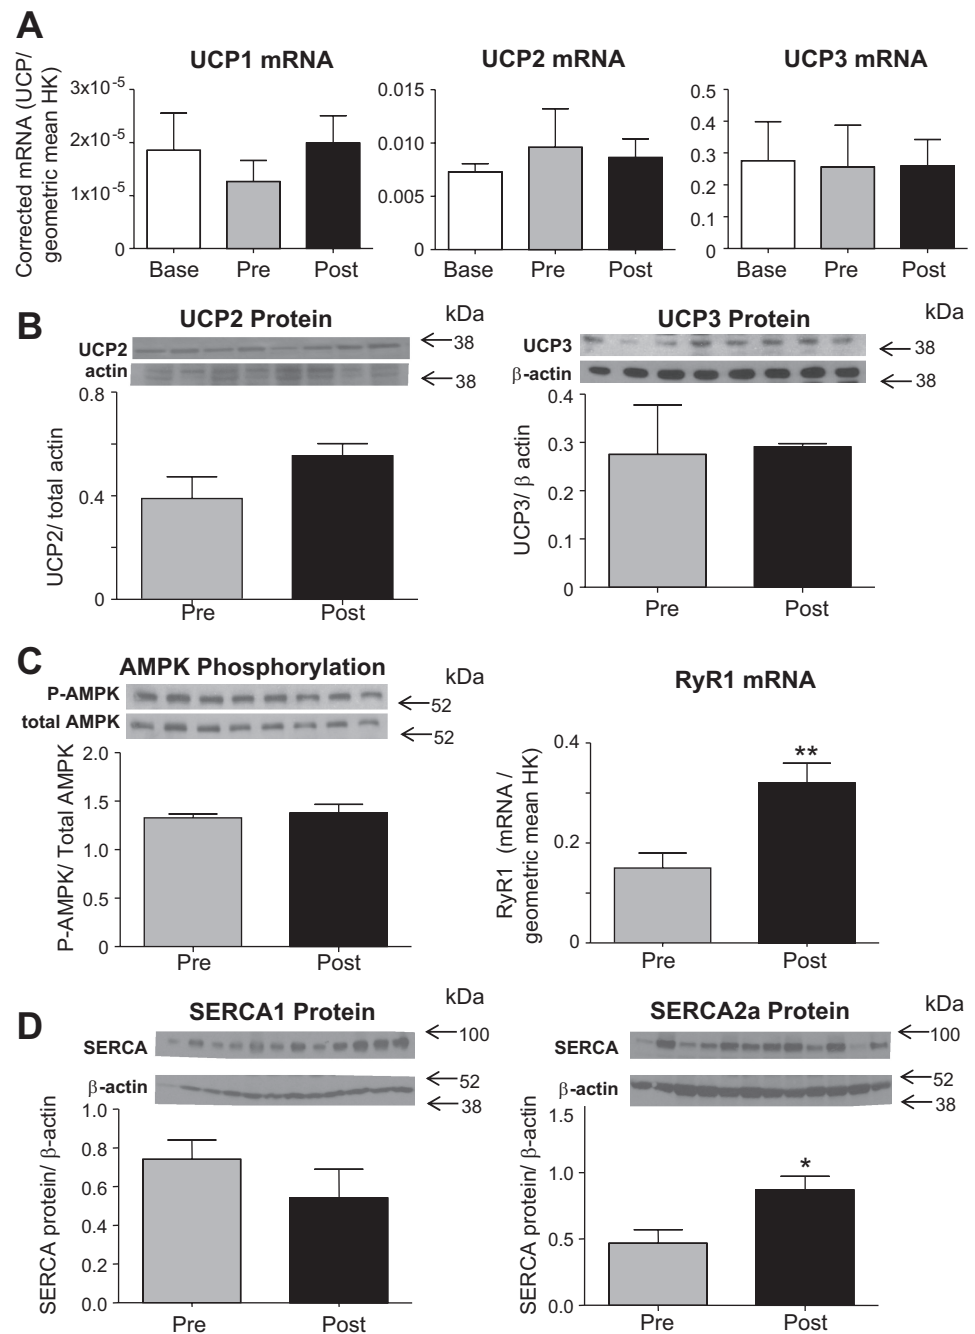 A
UCP1 mRNA
UCP2 mRNA
UCP3 mRNA
Corrected mRNA (UCP/
geometric mean HK)
3x10-5
2x10-5
1x10-5
0
Base Pre Post
0.015
0.010
0.005
0
Base Pre Post
0.5
0.4
0.3
0.2
0.1
0
Base Pre Post
B
UCP2 Protein
kDa
UCP2
38
actin
38
UCP2/ total actin
0.8
0.4
0
Pre Post
UCP3 Protein
kDa
UCP3
38
β-actin
38
UCP3/ β actin
0.4
0.3
0.2
0.1
0
Pre Post
C
AMPK Phosphorylation
kDa
P-AMPK
52
total AMPK
52
P-AMPK/ Total AMPK
2.0
1.5
1.0
0.5
0
Pre Post
RyR1 mRNA
RyR1 (mRNA /
geometric mean HK)
0.4
0.2
0
**
Pre Post
D
SERCA1 Protein
kDa
SERCA
100
β-actin
52
38
SERCA protein/ β-actin
1.0
0.8
0.6
0.4
0.2
0.0
Pre Post
SERCA2a Protein
kDa
SERCA
100
β-actin
52
38
SERCA protein/ β-actin
1.5
1.0
0.5
0.0
*
Pre Post